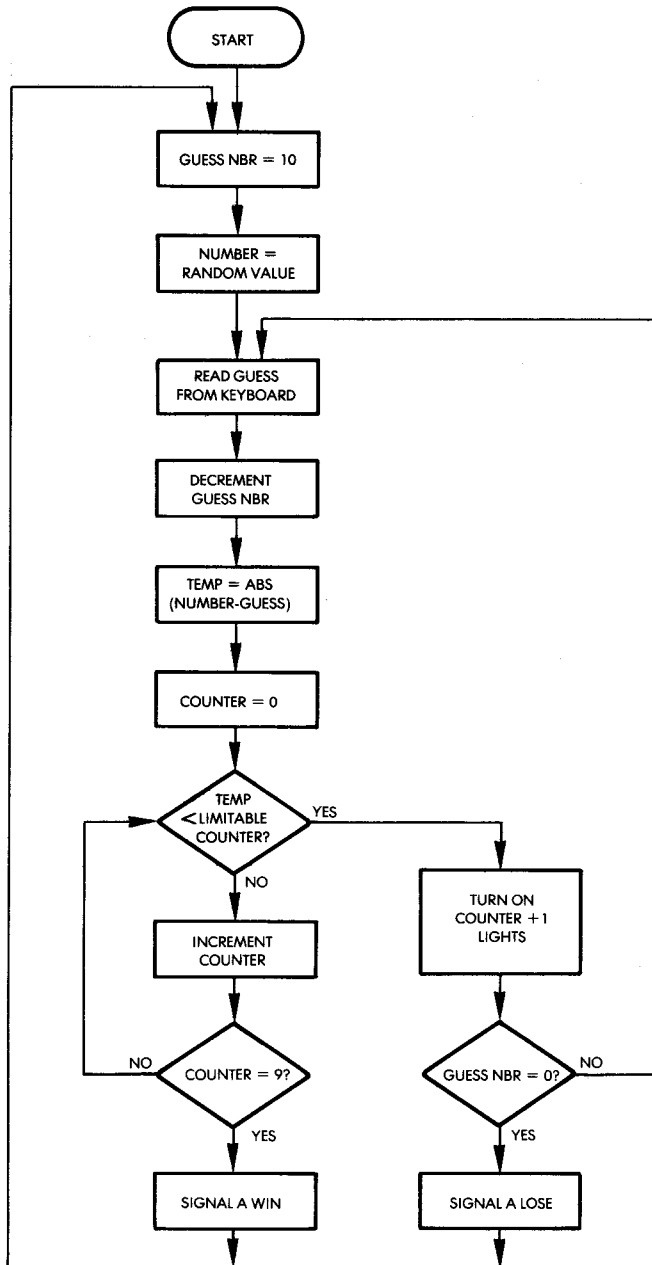 START
GUESS NBR = 10
NUMBER =
RANDOM VALUE
READ GUESS
FROM KEYBOARD
DECREMENT
GUESS NBR
TEMP = ABS
(NUMBER-GUESS)
COUNTER = 0
TEMP
< LIMITABLE
COUNTER?
YES
NO
TURN ON
COUNTER +1
LIGHTS
INCREMENT
COUNTER
NO
COUNTER = 9?
YES
GUESS NBR = 0?
NO
YES
SIGNAL A WIN
SIGNAL A LOSE